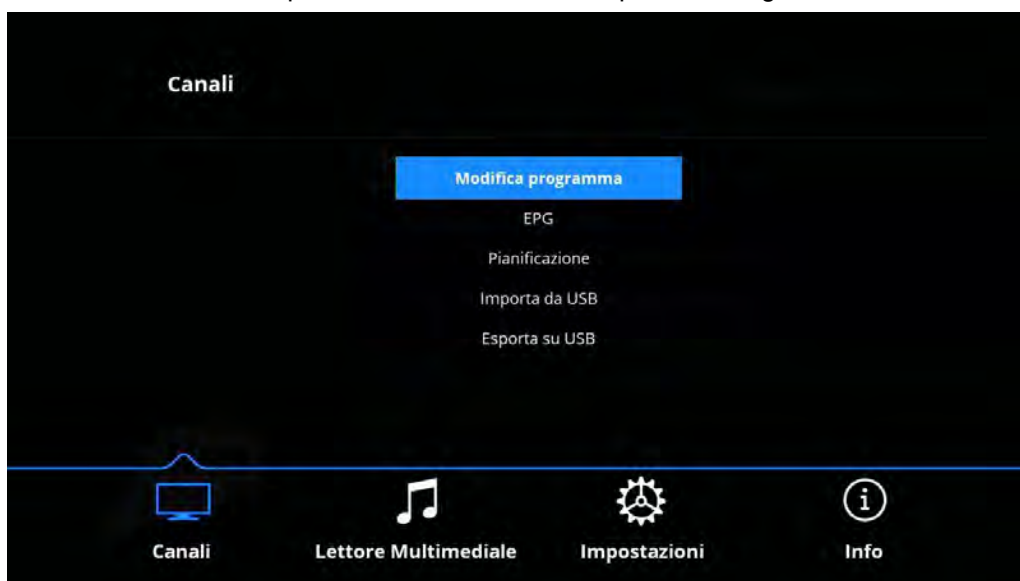 Canali
Modifica programma
EPG
Pianificazione
Importa da USB
Esporta su USB
Canali Lettore Multimediale Impostazioni Info